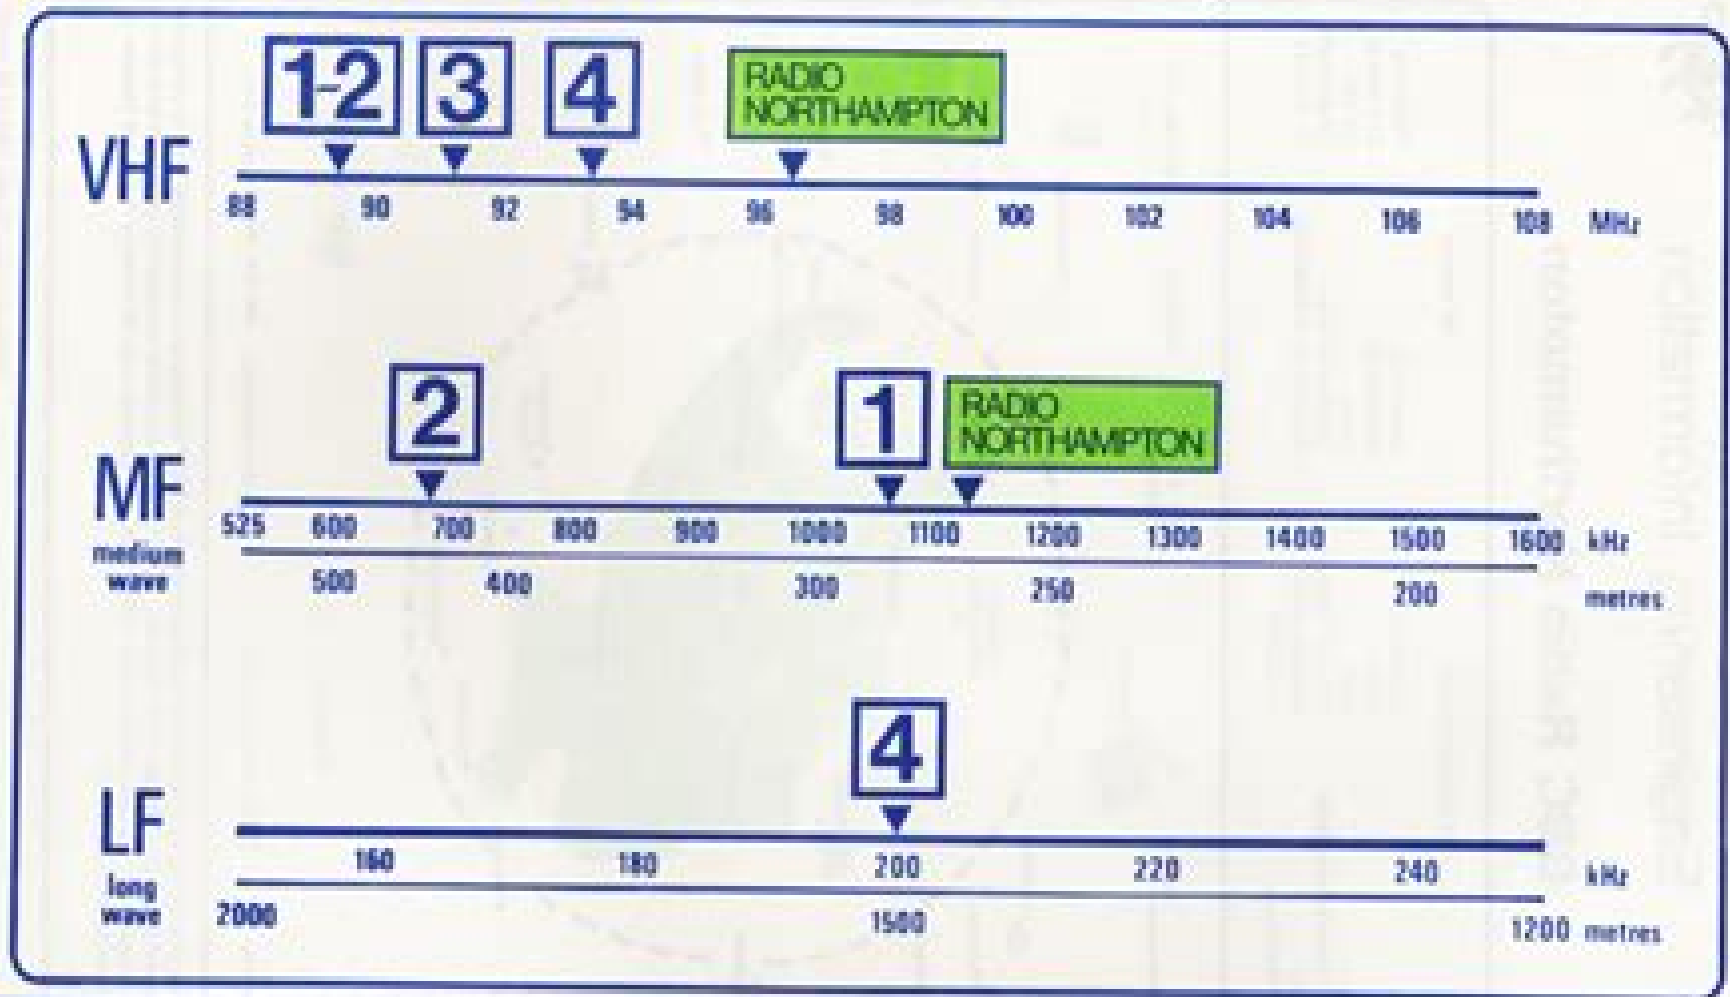 1-2 3 4 RADIO
NORTHAMPTON
VHF
88 90 92 94 96 98 100 102 104 106 108 MHz
2 1 RADIO
NORTHAMPTON
MF
525 600 700 800 900 1000 1100 1200 1300 1400 1500 1600 kHz
medium
wave
500 400 300 250 200 metres
4
LF
160 180 200 220 240 kHz
long
wave
2000 1500 1200 metres